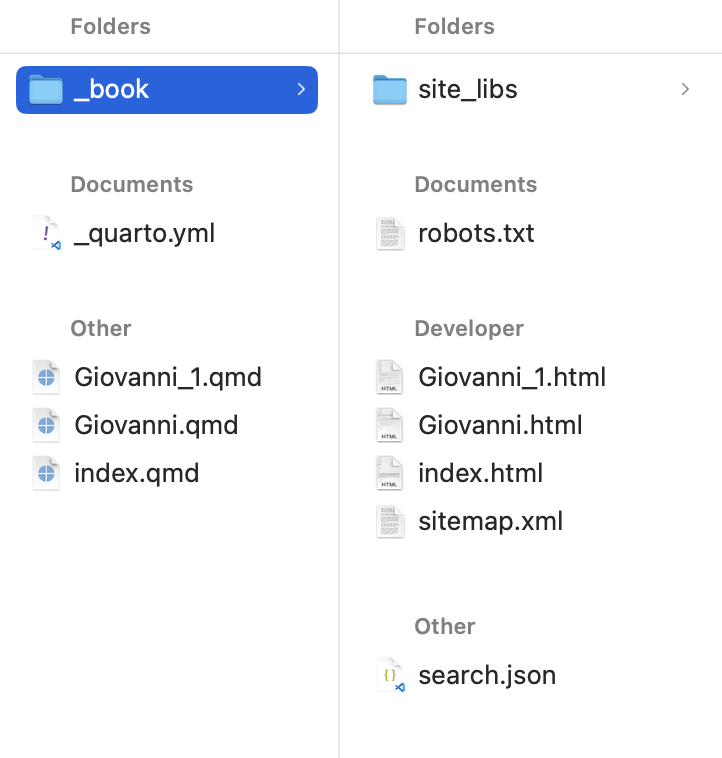 Folders
_book
Documents
_quarto.yml
Other
Giovanni_1.qmd
Giovanni.qmd
index.qmd
Folders
site_libs
Documents
robots.txt
Developer
Giovanni_1.html
Giovanni.html
index.html
sitemap.xml
Other
search.json